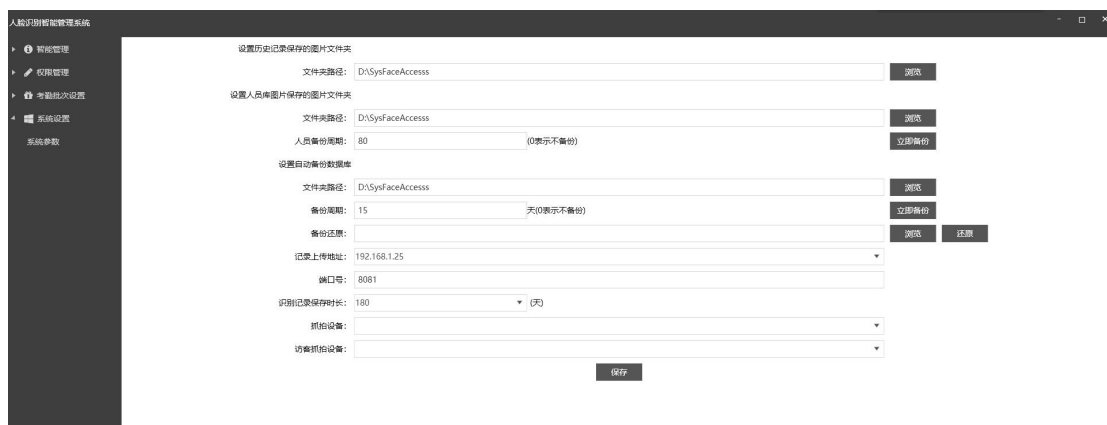 人脸识别智能管理系统
智能管理
权限管理
考勤批次设置
系统设置
系统参数
设置历史记录保存的图片文件夹
文件夹路径: D:\SysFaceAccesss 浏览
设置人员库图片保存的图片文件夹
文件夹路径: D:\SysFaceAccesss 浏览
人员备份周期: 80 (0表示不备份) 立即备份
设置自动备份数据库
文件夹路径: D:\SysFaceAccesss 浏览
备份周期: 15 天(0表示不备份) 立即备份
备份还原: 浏览 还原
记录上传地址: 192.168.1.25
端口号: 8081
识别记录保存时长: 180 (天)
抓拍设备:
访客抓拍设备:
保存